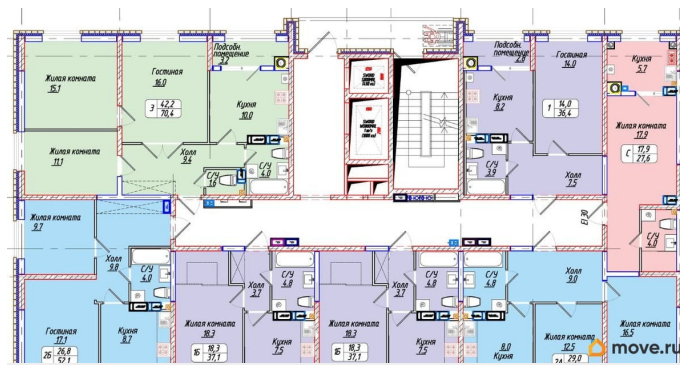 Жилая комната
15.1
Гостиная
16.0
Подсобн.
помещение
3.2
Подсобн.
помещение
2.8
Гостиная
14.0
Кухня
5.7
3
42,2
70,4
Кухня
10.0
Кухня
8.2
1
14,0
36,4
Жилая комната
17.9
С
17,9
27,6
Жилая комната
11.1
Холл
9.4
С/У
1.6
С/У
4.0
С/У
3.9
Холл
7.5
Жилая комната
9.7
EI 30
С/У
4.0
Холл
9.8
С/У
4.0
Холл
3.7
С/У
4.8
Холл
3.7
С/У
4.8
С/У
4.8
Холл
9.0
Гостиная
17.1
2Б
26,8
52,1
Кухня
8.7
Жилая комната
18.3
1Б
18,3
37,1
Кухня
7.5
Жилая комната
18.3
1Б
18,3
37,1
Кухня
7.5
8.0
Кухня
Жилая комната
12.5
29,0
Жилая комната
16.5
move.ru